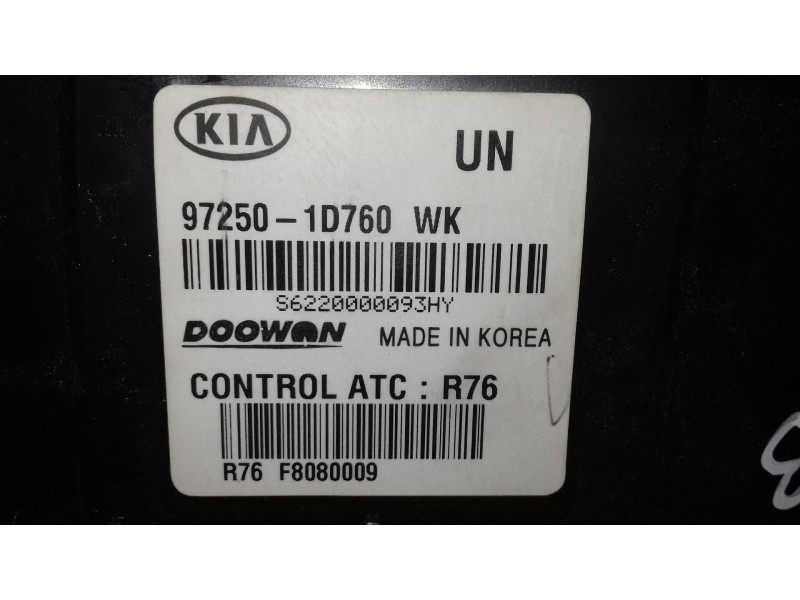 KIA
UN
97250-1D760 WK
S6220000093HY
DOOWON MADE IN KOREA
CONTROL ATC : R76
R76 F8080009